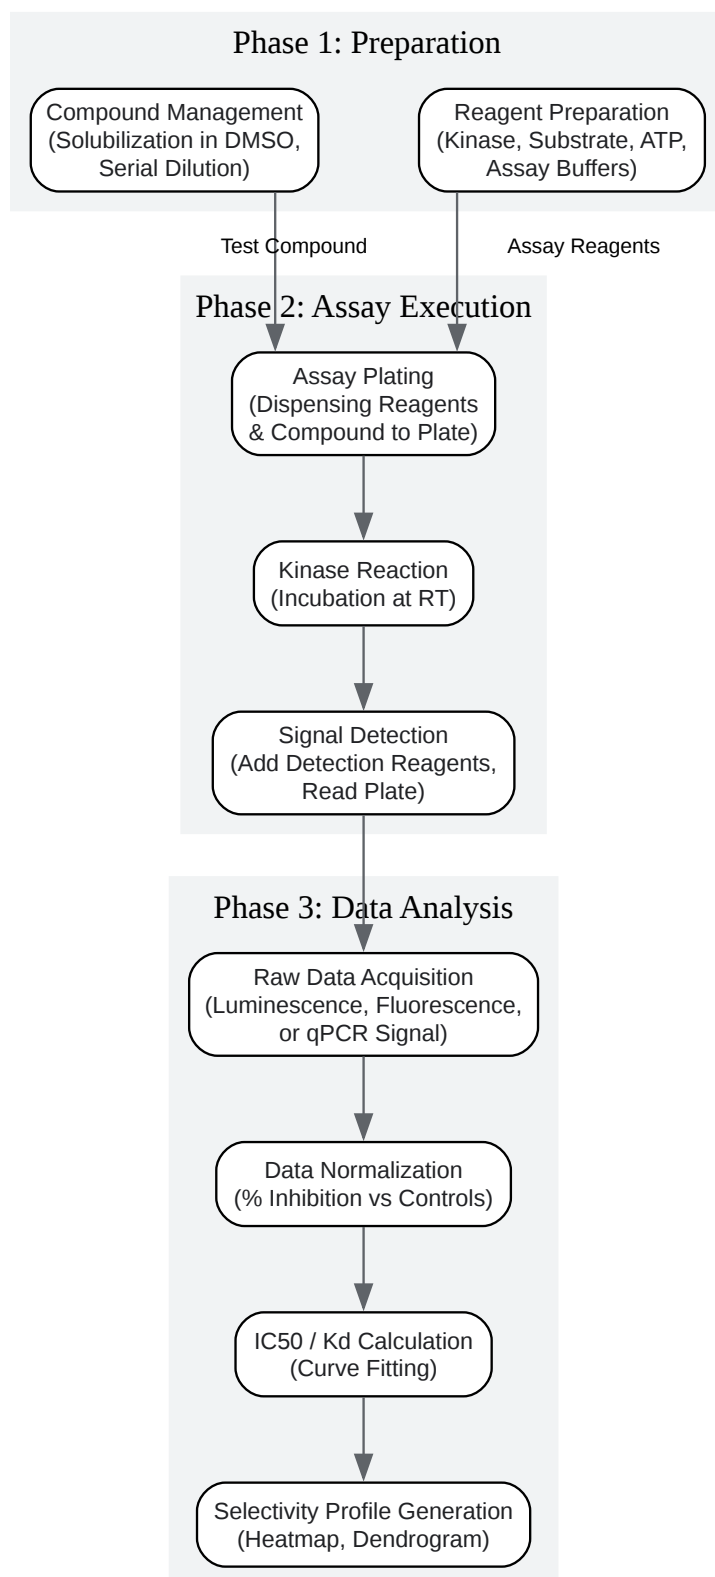 Phase 1: Preparation
Compound Management
(Solubilization in DMSO,
Serial Dilution)
Reagent Preparation
(Kinase, Substrate, ATP,
Assay Buffers)
Test Compound
Assay Reagents
Phase 2: Assay Execution
Assay Plating
(Dispensing Reagents
& Compound to Plate)
Kinase Reaction
(Incubation at RT)
Signal Detection
(Add Detection Reagents,
Read Plate)
Phase 3: Data Analysis
Raw Data Acquisition
(Luminescence, Fluorescence,
or qPCR Signal)
Data Normalization
(% Inhibition vs Controls)
IC50 / Kd Calculation
(Curve Fitting)
Selectivity Profile Generation
(Heatmap, Dendrogram)